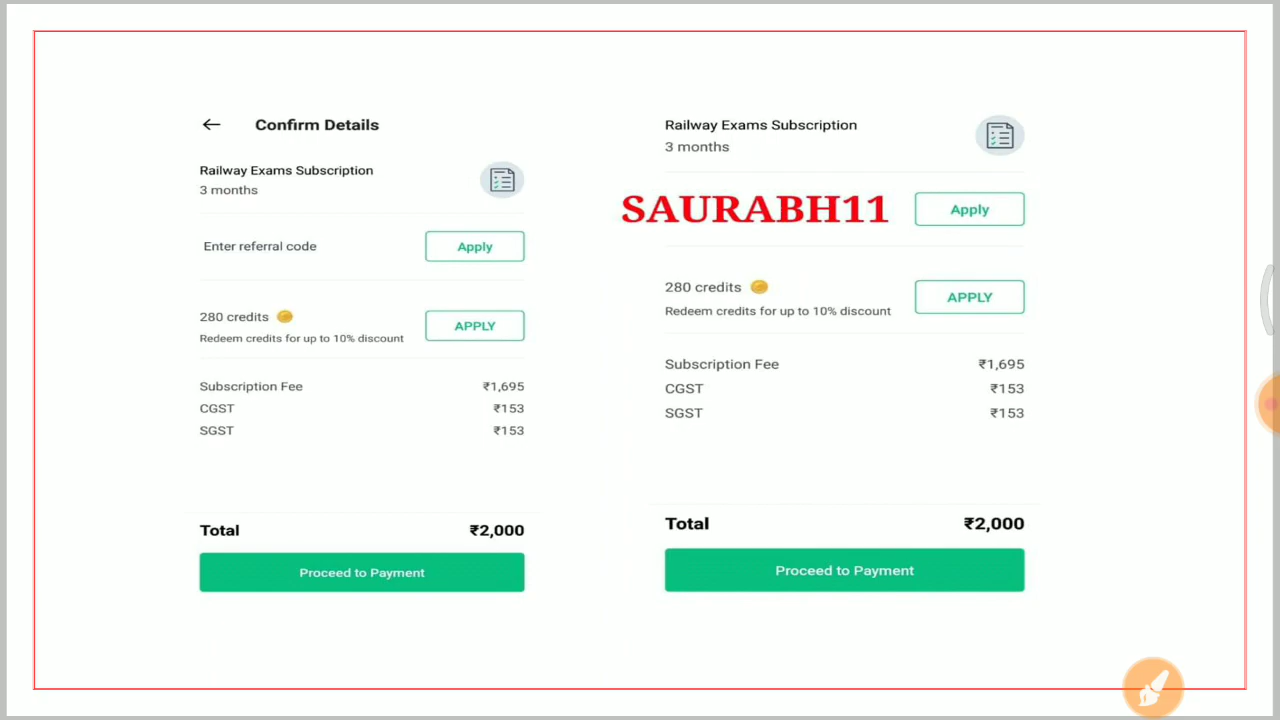 Confirm Details
Railway Exams Subscription
3 months
Enter referral code
Apply
280 credits
Redeem credits for up to 10% discount
APPLY
Subscription Fee ₹1,695
CGST ₹153
SGST ₹153
Total ₹2,000
Proceed to Payment
Railway Exams Subscription
3 months
SAURABH11
Apply
280 credits
Redeem credits for up to 10% discount
APPLY
Subscription Fee ₹1,695
CGST ₹153
SGST ₹153
Total ₹2,000
Proceed to Payment